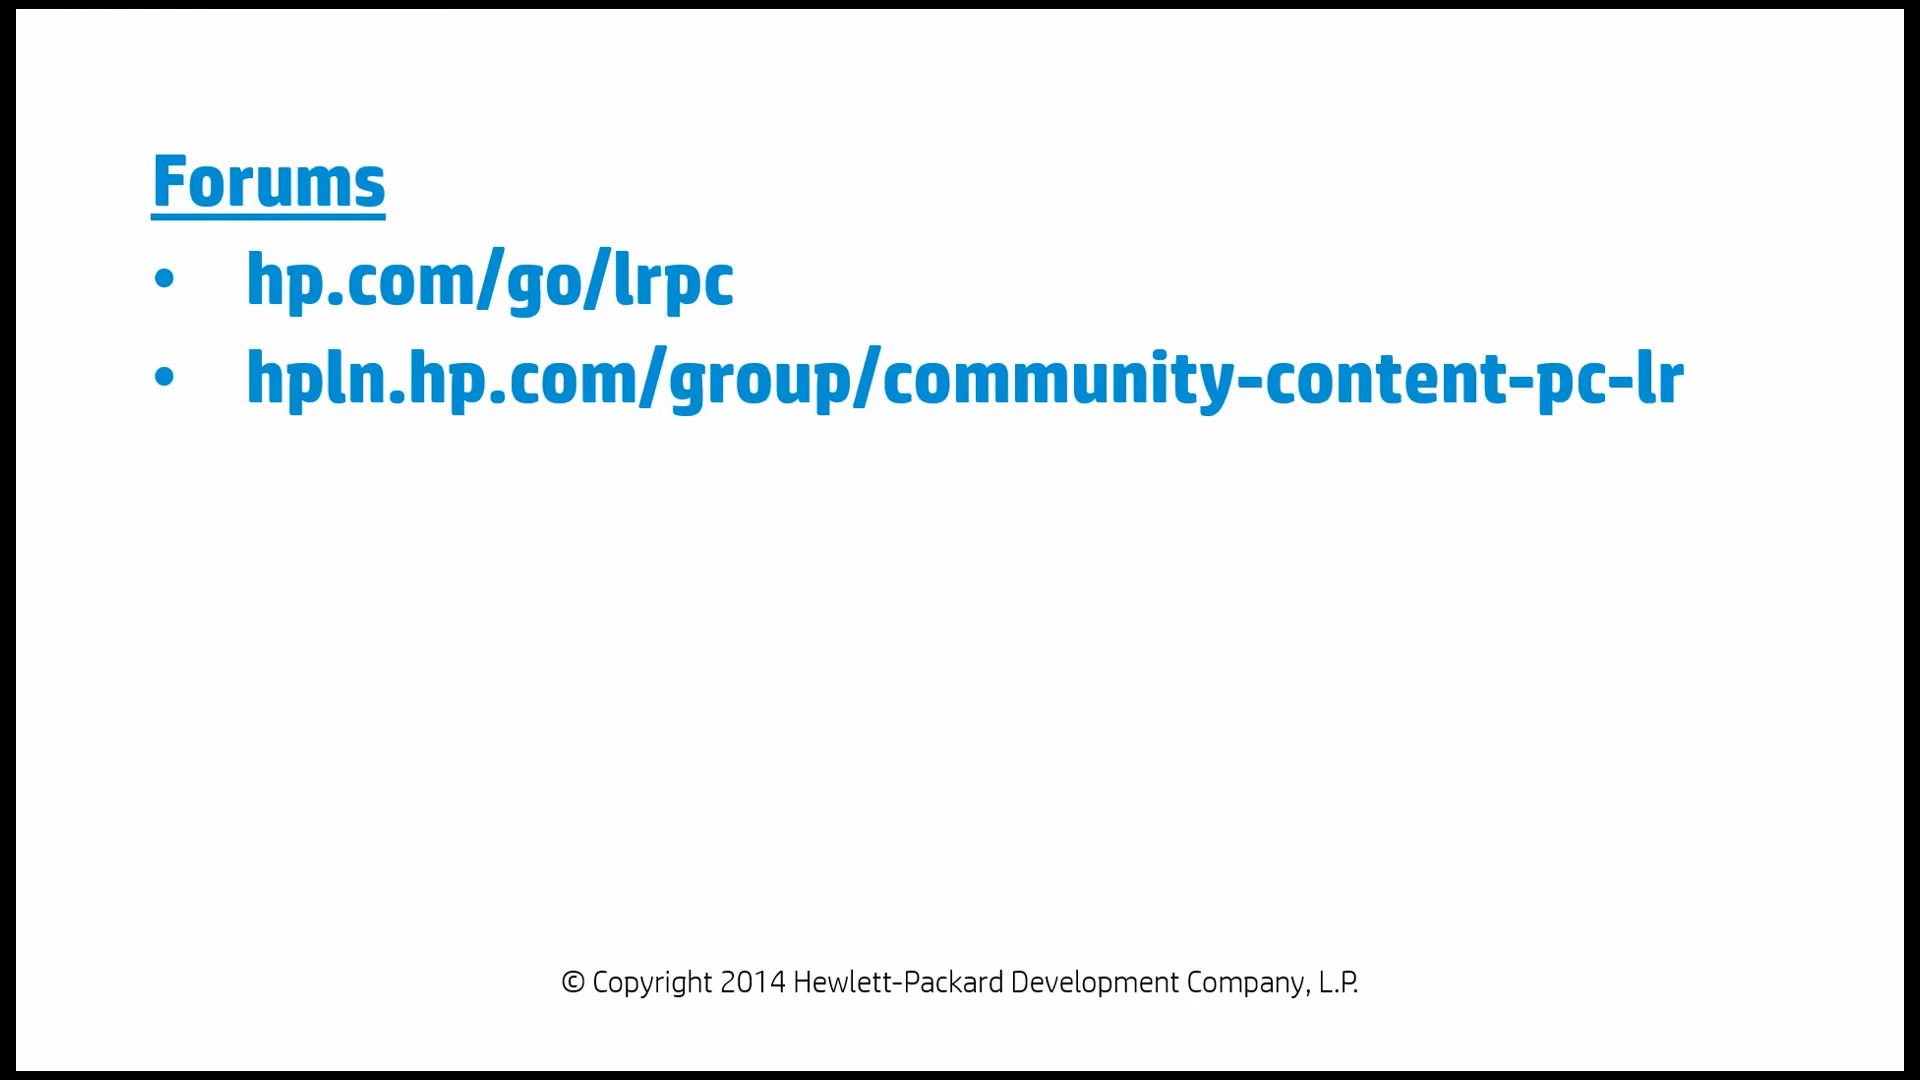 Forums
• hp.com/go/lrpc
• hpln.hp.com/group/community-content-pc-lr
© Copyright 2014 Hewlett-Packard Development Company, L.P.